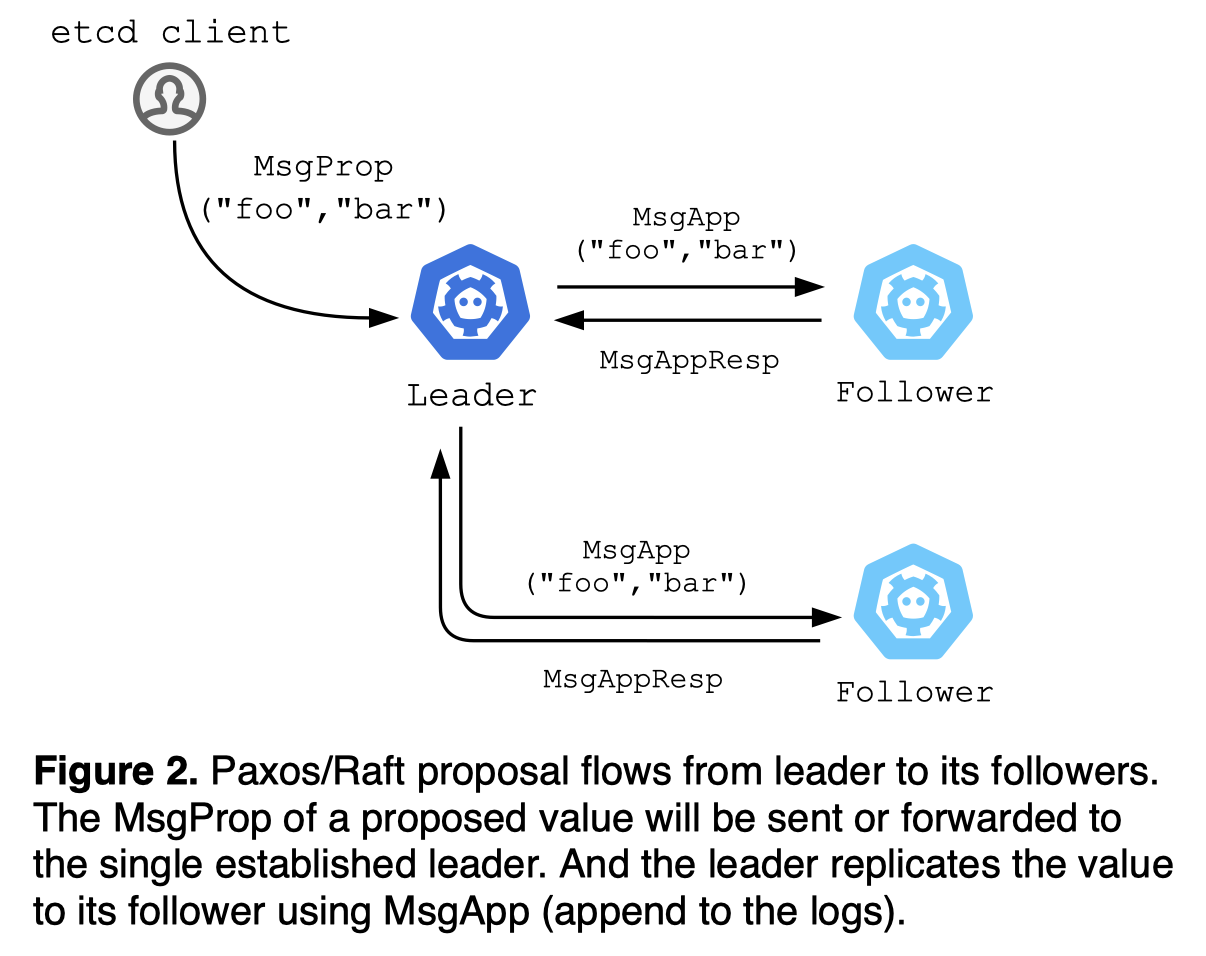 etcd client
MsgProp
("foo","bar")
MsgApp
("foo","bar")
MsgAppResp
Leader
Follower
MsgApp
("foo","bar")
MsgAppResp
Follower
Figure 2. Paxos/Raft proposal flows from leader to its followers.
The MsgProp of a proposed value will be sent or forwarded to
the single established leader. And the leader replicates the value
to its follower using MsgApp (append to the logs).